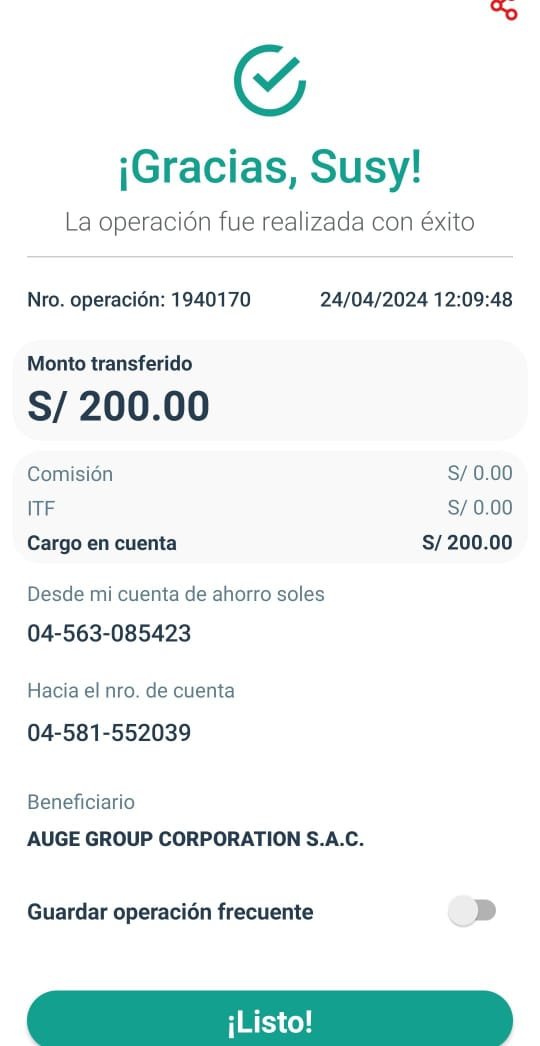 ¡Gracias, Susy!
La operación fue realizada con éxito
Nro. operación: 1940170 24/04/2024 12:09:48
Monto transferido
S/ 200.00
Comisión S/ 0.00
ITF S/ 0.00
Cargo en cuenta S/ 200.00
Desde mi cuenta de ahorro soles
04-563-085423
Hacia el nro. de cuenta
04-581-552039
Beneficiario
AUGE GROUP CORPORATION S.A.C.
Guardar operación frecuente
¡Listo!